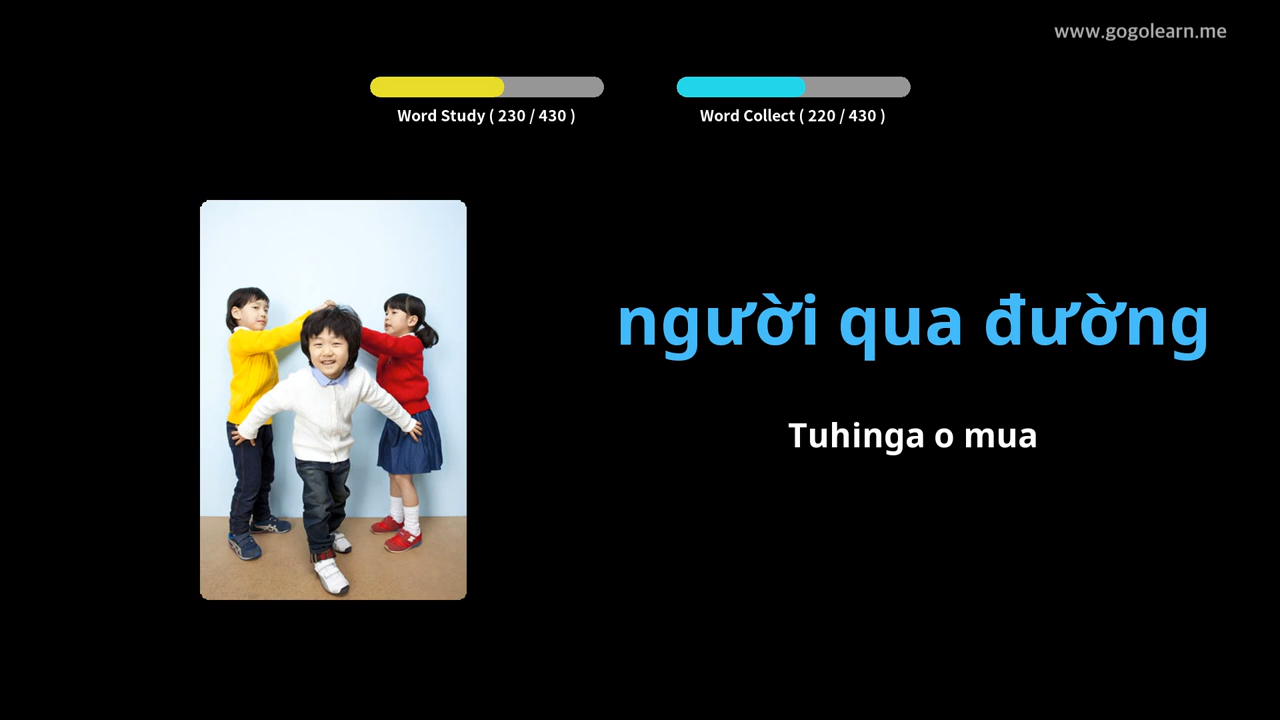 www.gogolearn.me
Word Study ( 230 / 430 )
Word Collect ( 220 / 430 )
người qua đường
Tuhinga o mua